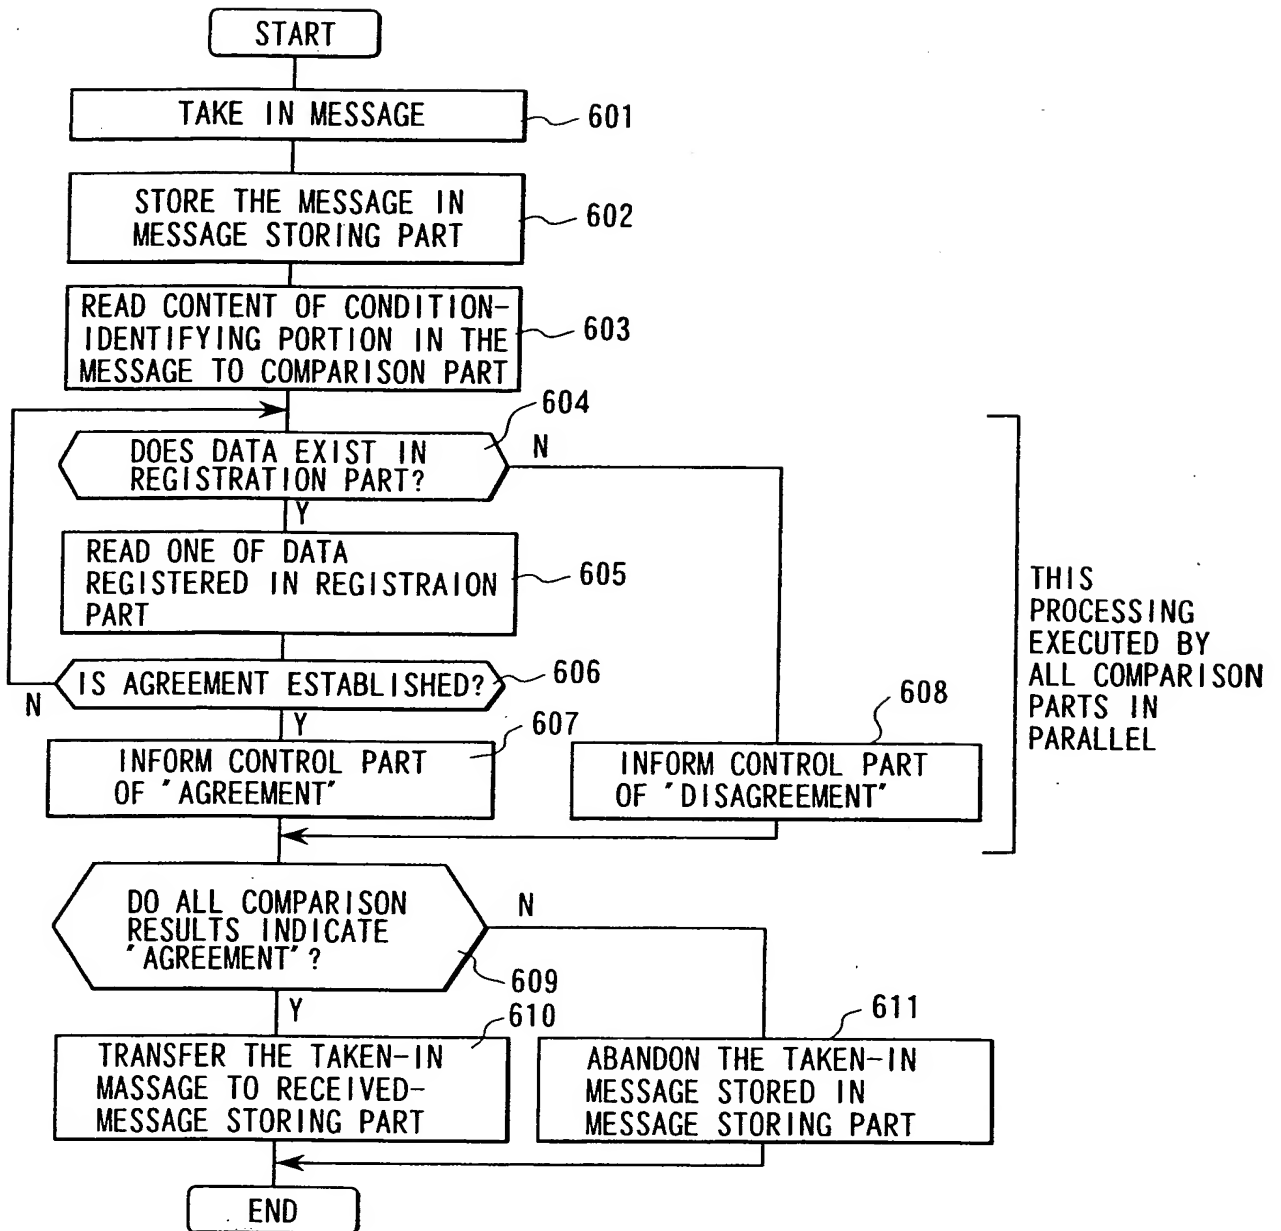 START
TAKE IN MESSAGE
601
STORE THE MESSAGE IN
MESSAGE STORING PART
602
READ CONTENT OF CONDITION-
IDENTIFYING PORTION IN THE
MESSAGE TO COMPARISON PART
603
604
DOES DATA EXIST IN
REGISTRATION PART?
N
Y
READ ONE OF DATA
REGISTERED IN REGISTRAION
PART
605
IS AGREEMENT ESTABLISHED?
606
N
Y
607
INFORM CONTROL PART
OF "AGREEMENT"
608
INFORM CONTROL PART
OF "DISAGREEMENT"
THIS
PROCESSING
EXECUTED BY
ALL COMPARISON
PARTS IN
PARALLEL
DO ALL COMPARISON
RESULTS INDICATE
"AGREEMENT"?
N
609
Y
610
TRANSFER THE TAKEN-IN
MASSAGE TO RECEIVED-
MESSAGE STORING PART
611
ABANDON THE TAKEN-IN
MESSAGE STORED IN
MESSAGE STORING PART
END